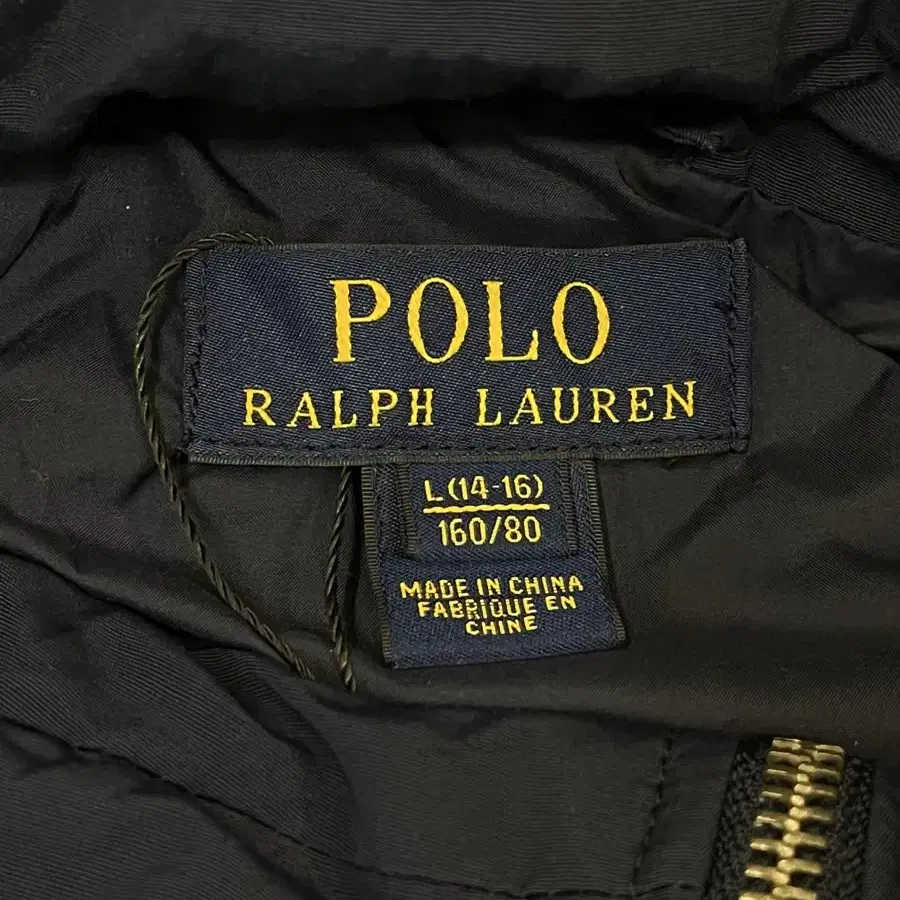 POLO
RALPH LAUREN
L (14-16)
160/80
MADE IN CHINA
FABRIQUE EN
CHINE